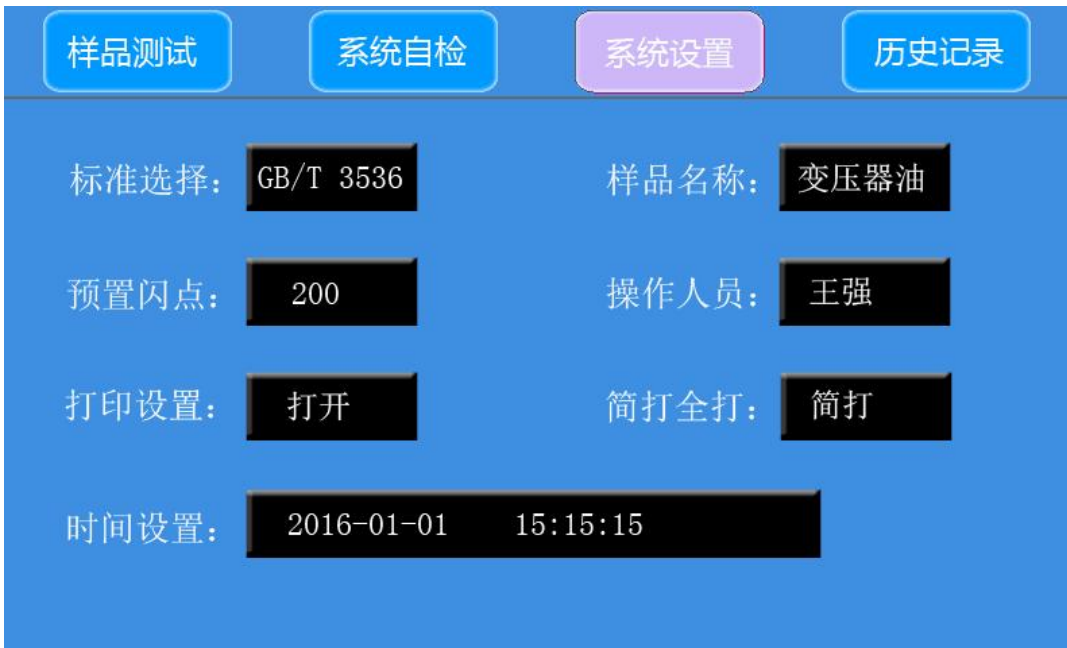 样品测试 系统自检 系统设置 历史记录
标准选择: GB/T 3536 样品名称: 变压器油
预置闪点: 200 操作人员: 王强
打印设置: 打开 简打全打: 简打
时间设置: 2016-01-01 15:15:15